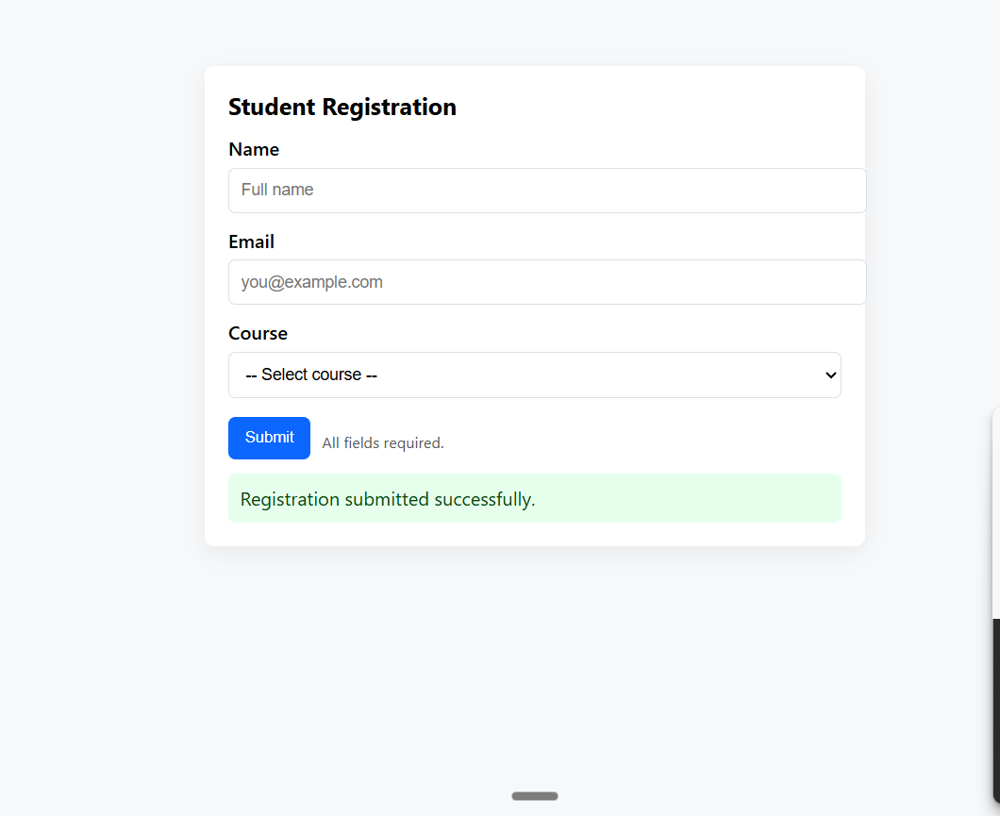 Student Registration
Name
Full name
Email
you@example.com
Course
-- Select course --
Submit
All fields required.
Registration submitted successfully.